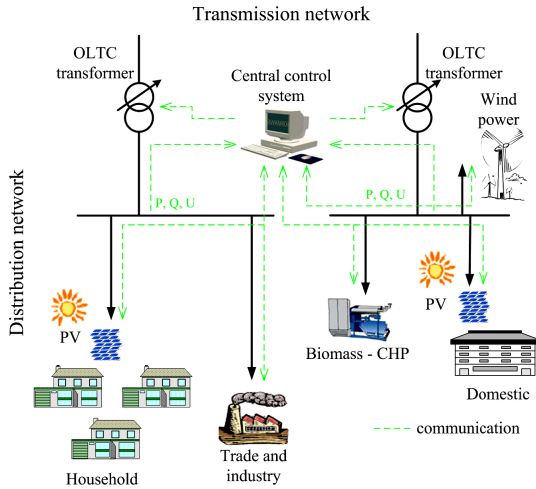 Transmission network
OLTC
transformer
Central control
system
OLTC
transformer
Wind
power
P, Q, U
P, Q, U
Distribution network
PV
PV
Biomass - CHP
Domestic
Trade and
industry
Household
communication